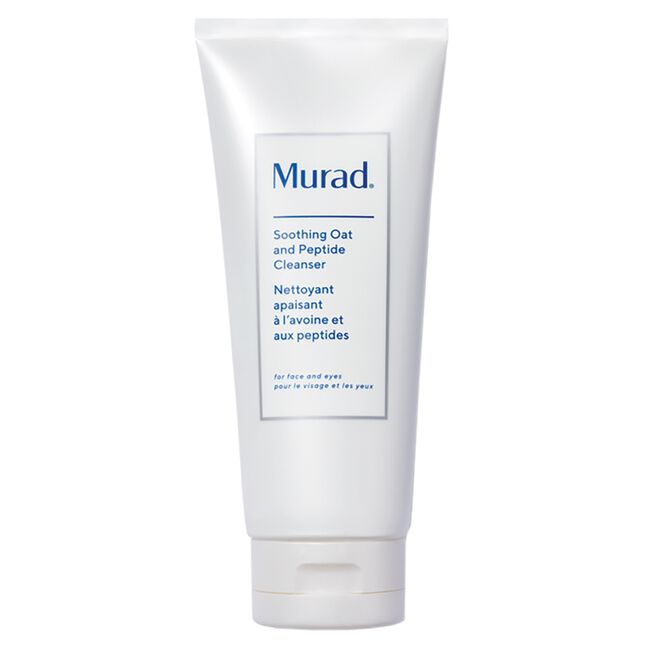 Murad®
Soothing Oat
and Peptide
Cleanser
Nettoyant
apaisant
à l'avoine et
aux peptides
for face and eyes
pour le visage et les yeux